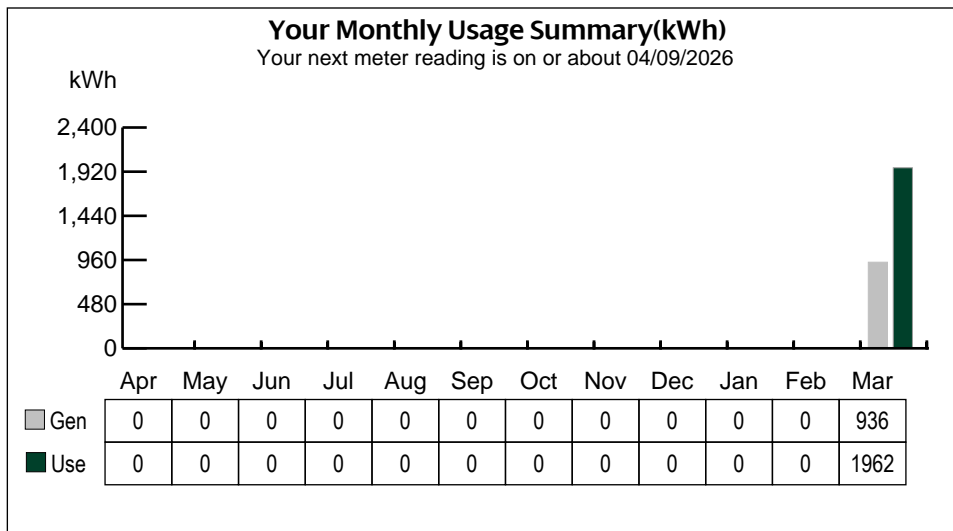 Your Monthly Usage Summary(kWh)
Your next meter reading is on or about 04/09/2026
kWh
2,400
1,920
1,440
960
480
0
Apr May Jun Jul Aug Sep Oct Nov Dec Jan Feb Mar
Gen 0 0 0 0 0 0 0 0 0 0 0 936
Use 0 0 0 0 0 0 0 0 0 0 0 1962